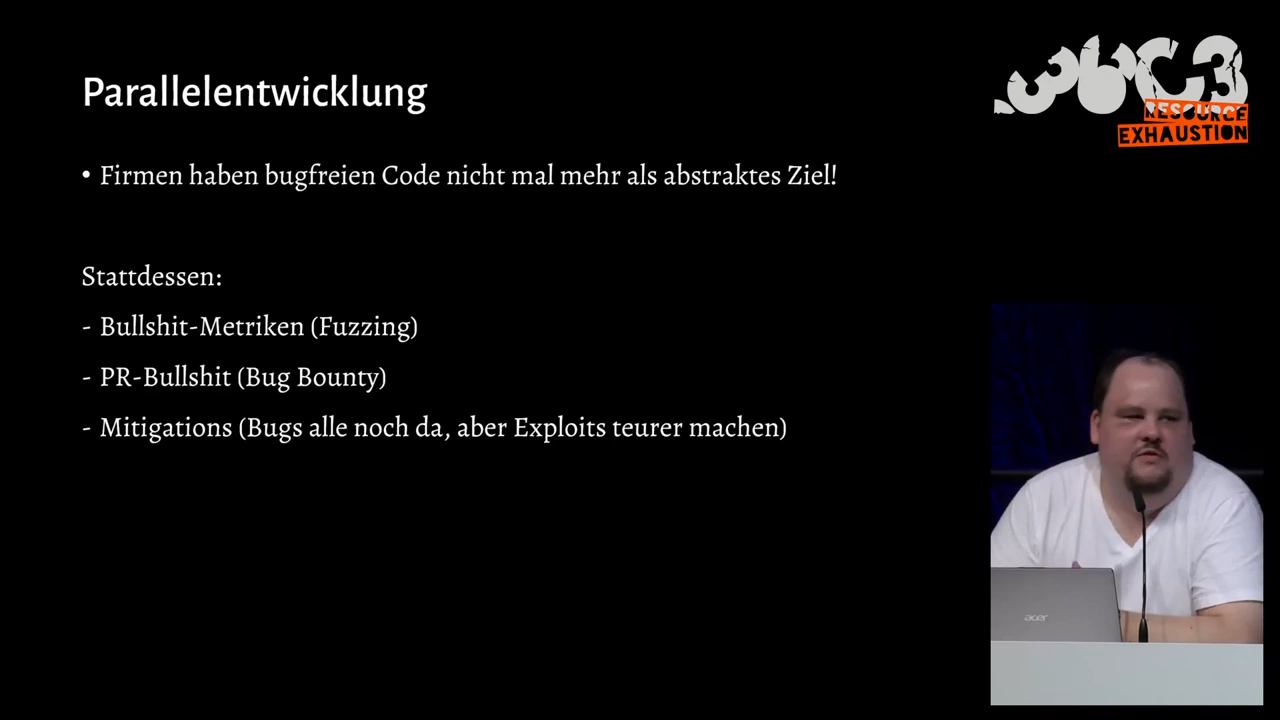 Parallelentwicklung
36C3
RESOURCE
EXHAUSTION
• Firmen haben bugfreien Code nicht mal mehr als abstraktes Ziel!
Stattdessen:
- Bullshit-Metriken (Fuzzing)
- PR-Bullshit (Bug Bounty)
- Mitigations (Bugs alle noch da, aber Exploits teurer machen)
acer